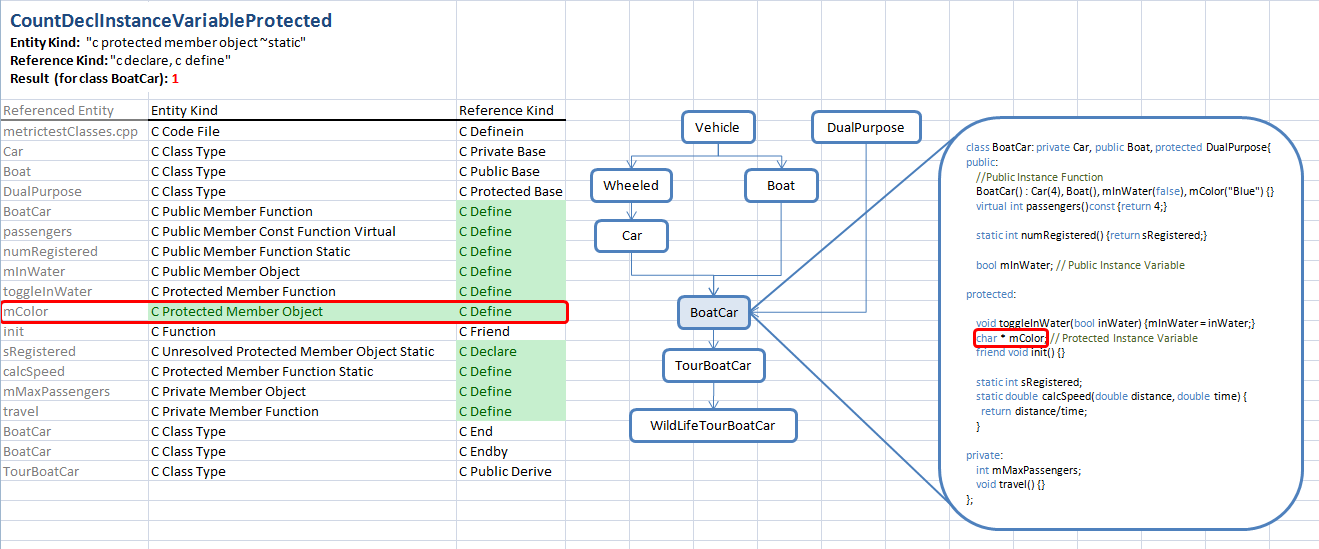 CountDeclInstanceVariableProtected
Entity Kind: "c protected member object ~static"
Reference Kind: "c declare, c define"
Result (for class BoatCar): 1
Referenced Entity Entity Kind Reference Kind
metrictestClasses.cpp C Code File C Definein
Car C Class Type C Private Base
Boat C Class Type C Public Base
DualPurpose C Class Type C Protected Base
BoatCar C Public Member Function C Define
passengers C Public Member Const Function Virtual C Define
numRegistered C Public Member Function Static C Define
mInWater C Public Member Object C Define
toggleInWater C Protected Member Function C Define
mColor C Protected Member Object C Define
init C Function C Friend
sRegistered C Unresolved Protected Member Object Static C Declare
calcSpeed C Protected Member Function Static C Define
mMaxPassengers C Private Member Object C Define
travel C Private Member Function C Define
BoatCar C Class Type C End
BoatCar C Class Type C Endby
TourBoatCar C Class Type C Public Derive
Vehicle
DualPurpose
Wheeled
Boat
Car
BoatCar
TourBoatCar
WildLifeTourBoatCar
class BoatCar: private Car, public Boat, protected DualPurpose{
public:
//Public Instance Function
BoatCar() : Car(4), Boat(), mInWater(false), mColor("Blue") {}
virtual int passengers()const {return 4;}
static int numRegistered() {return sRegistered;}
bool mInWater; // Public Instance Variable
protected:
void toggleInWater(bool inWater) {mInWater = inWater;}
char * mColor; // Protected Instance Variable
friend void init() {}
static int sRegistered;
static double calcSpeed(double distance, double time) {
return distance/time;
}
private:
int mMaxPassengers;
void travel() {}
};